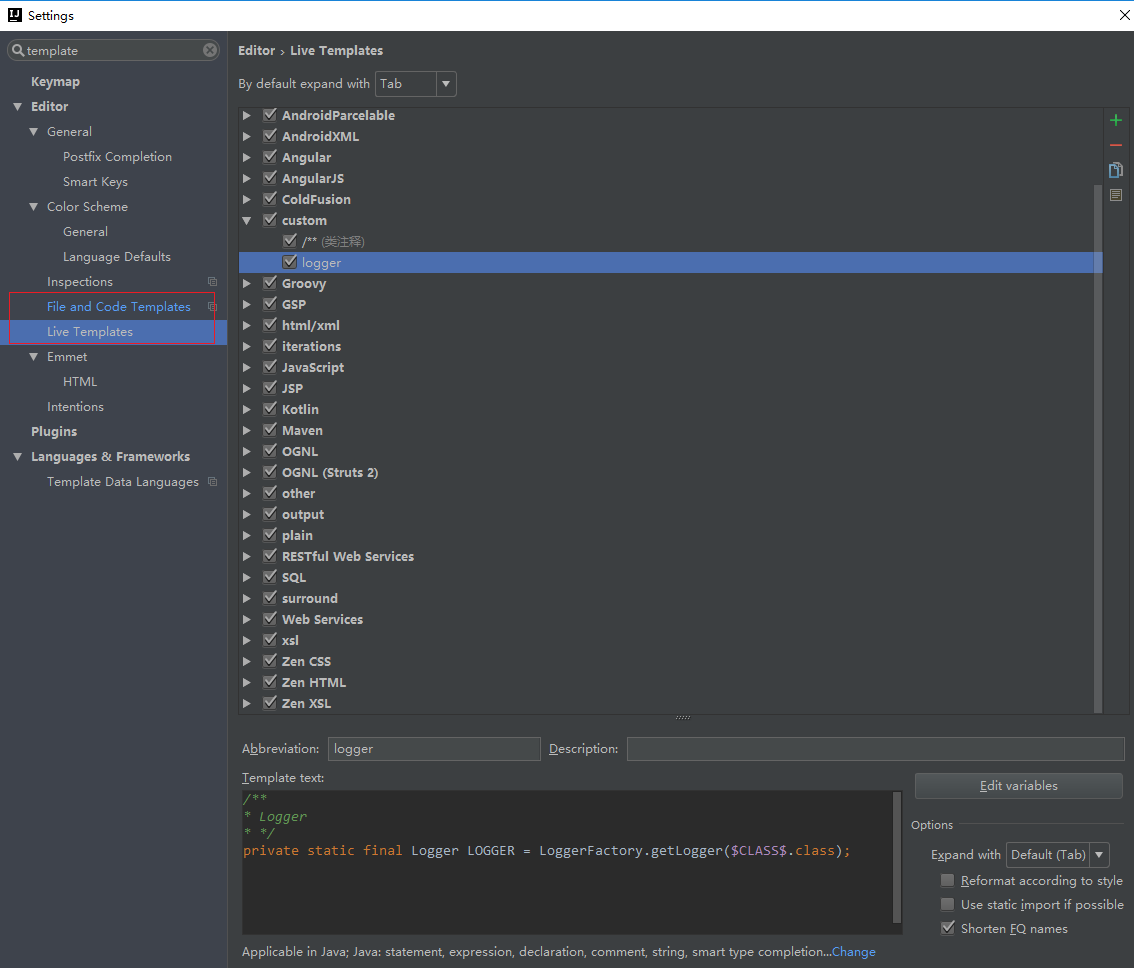 Settings
template
Keymap
Editor
General
Postfix Completion
Smart Keys
Color Scheme
General
Language Defaults
Inspections
File and Code Templates
Live Templates
Emmet
HTML
Intentions
Plugins
Languages & Frameworks
Template Data Languages
Editor › Live Templates
By default expand with Tab
AndroidParcelable
AndroidXML
Angular
AngularJS
ColdFusion
custom
/** (类注释)
logger
Groovy
GSP
html/xml
iterations
JavaScript
JSP
Kotlin
Maven
OGNL
OGNL (Struts 2)
other
output
plain
RESTful Web Services
SQL
surround
Web Services
xsl
Zen CSS
Zen HTML
Zen XSL
Abbreviation: logger Description:
Template text:
/**
* Logger
* */
private static final Logger LOGGER = LoggerFactory.getLogger($CLASS$.class);
Edit variables
Options
Expand with Default (Tab)
Reformat according to style
Use static import if possible
Shorten FQ names
Applicable in Java; Java: statement, expression, declaration, comment, string, smart type completion...Change